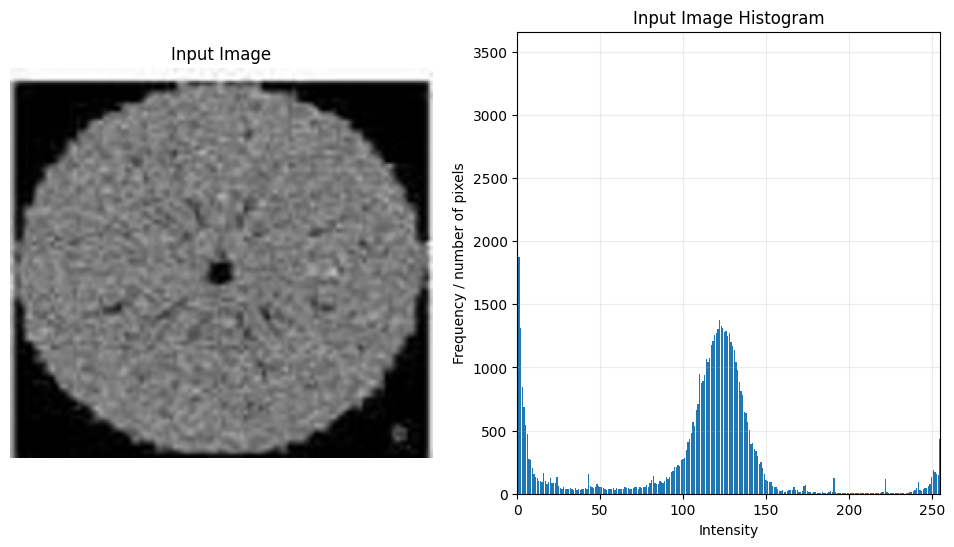 Input Image
Input Image Histogram
Frequency / number of pixels
3500
3000
2500
2000
1500
1000
500
0
0 50 100 150 200 250
Intensity